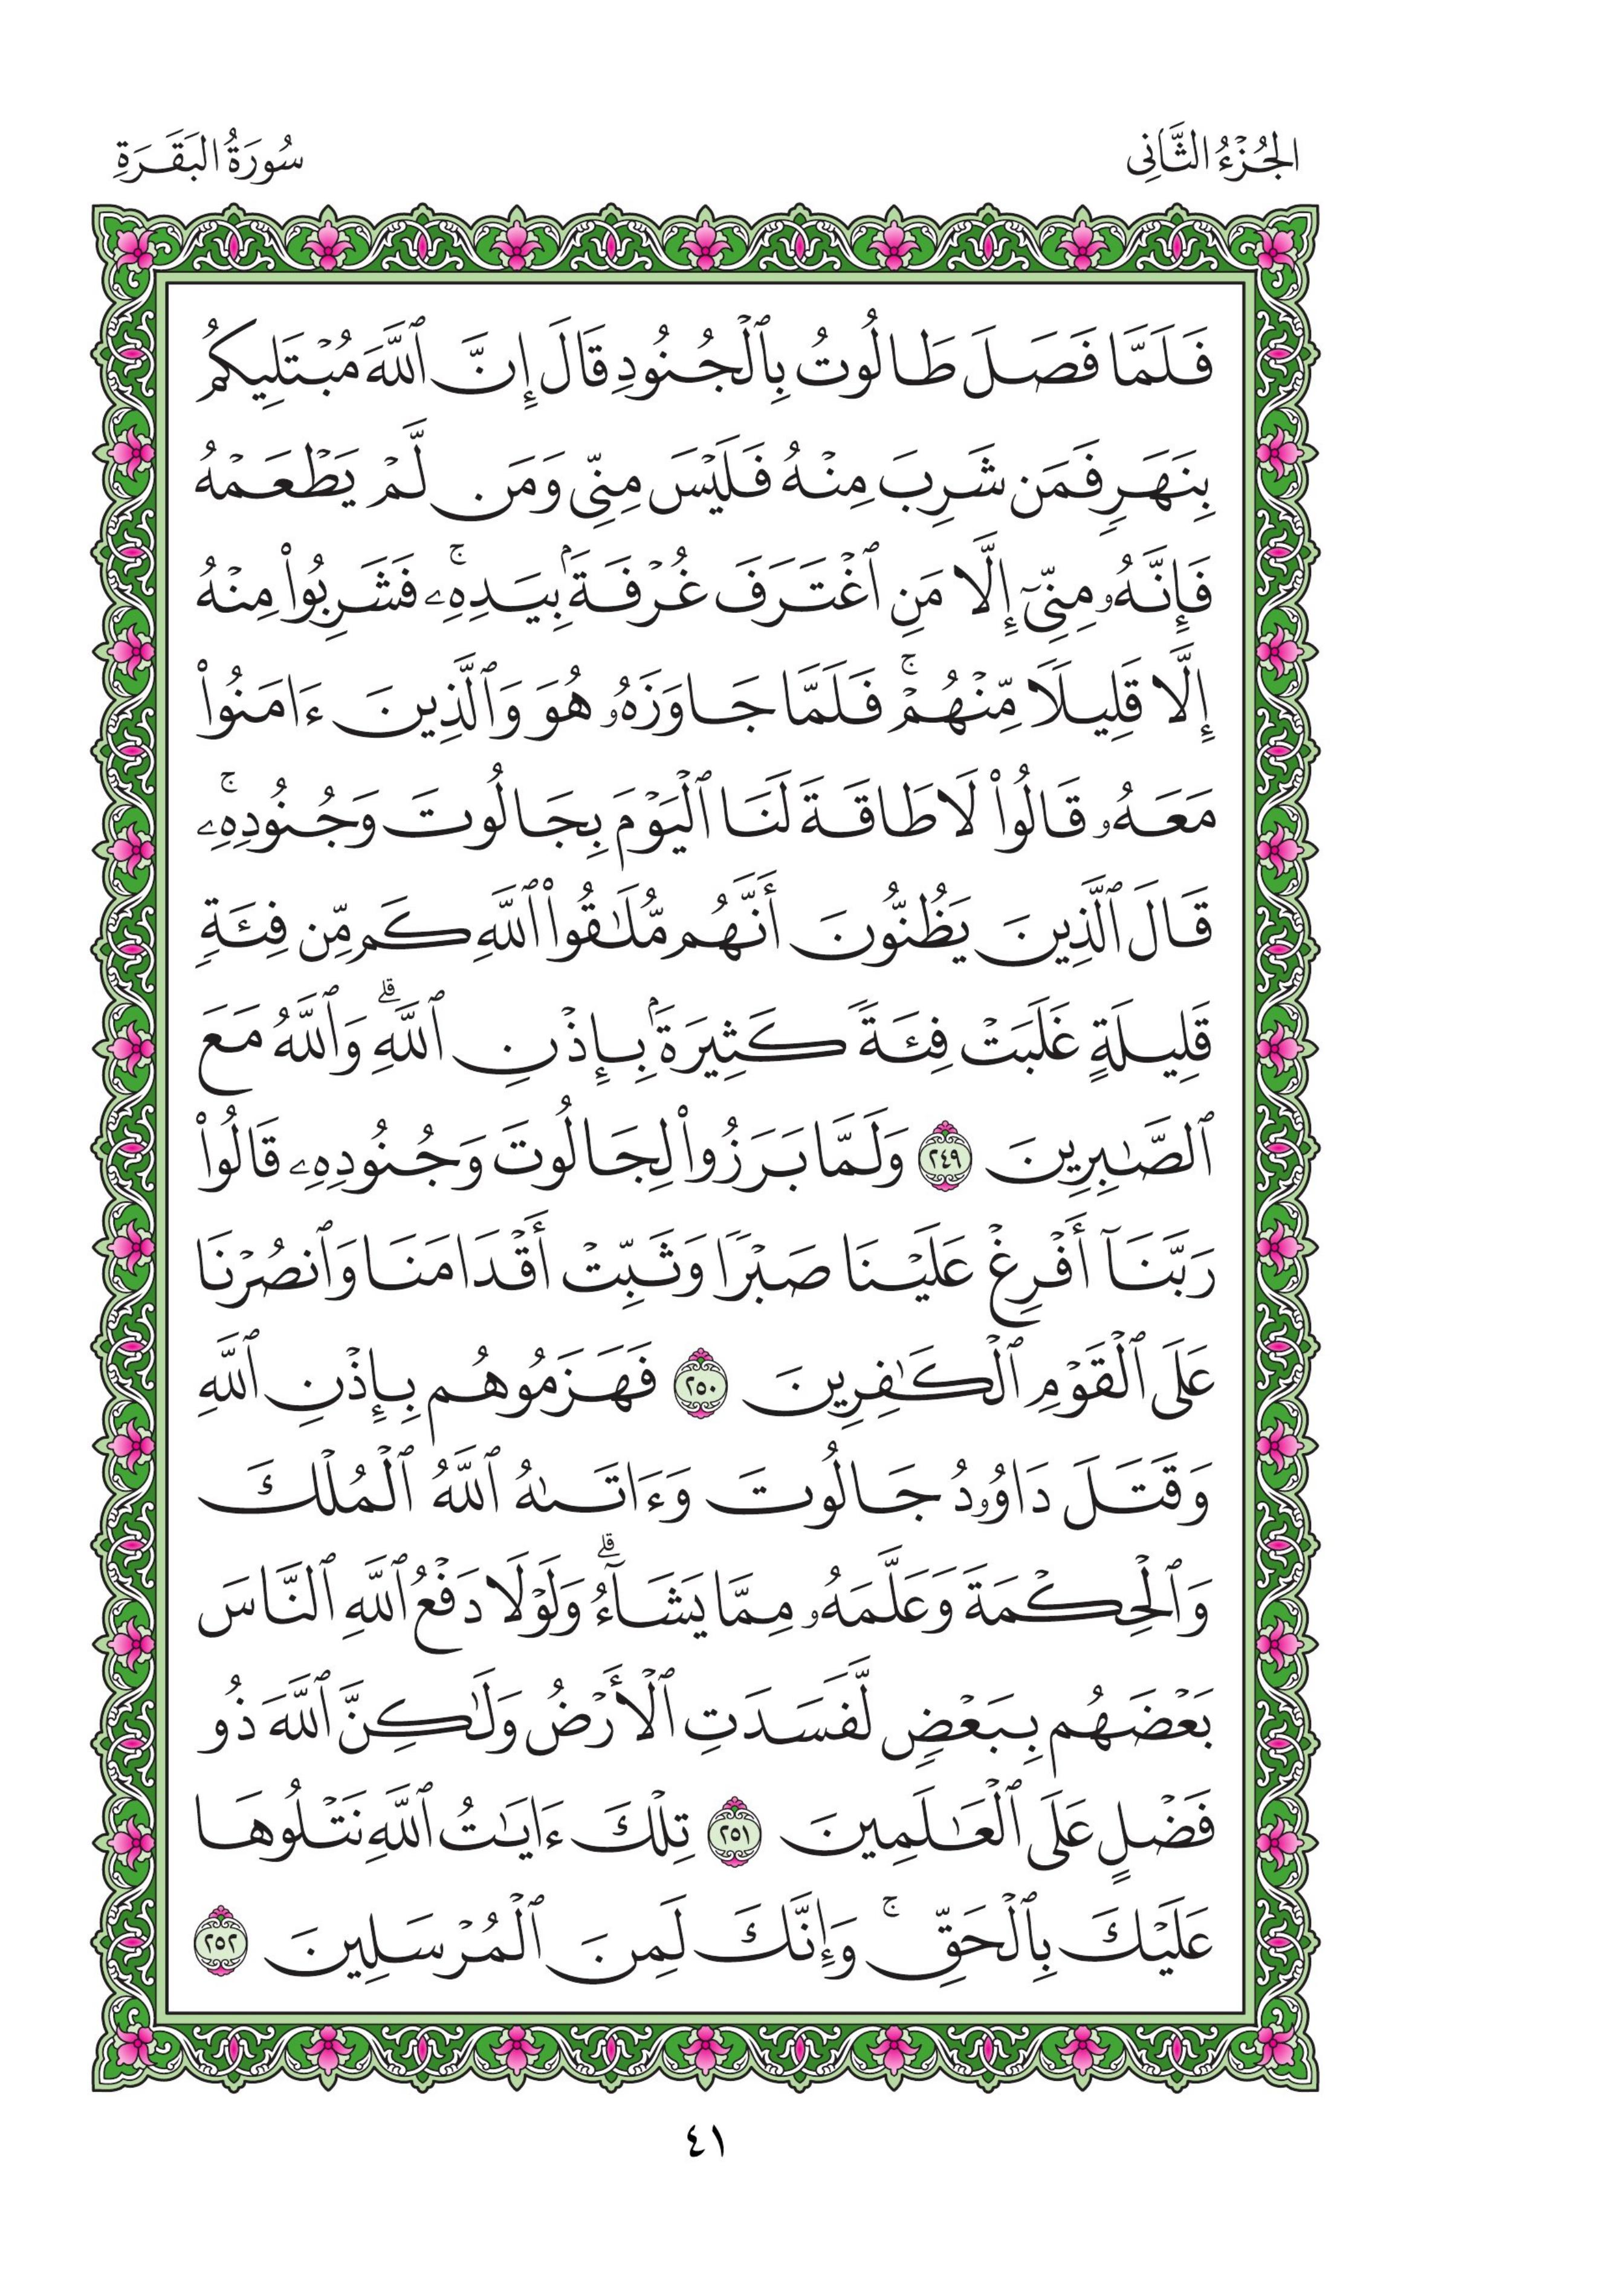 الجُزْءُ الثَّانِى
سُورَةُ البَقَرَةِ
فَلَمَّا فَصَلَ طَالُوتُ بِٱلْجُنُودِ قَالَ إِنَّ ٱللَّهَ مُبْتَلِيكُم
بِنَهَرٍ فَمَن شَرِبَ مِنْهُ فَلَيْسَ مِنِّى وَمَن لَّمْ يَطْعَمْهُ
فَإِنَّهُۥ مِنِّىٓ إِلَّا مَنِ ٱغْتَرَفَ غُرْفَةًۢ بِيَدِهِۦ ۚ فَشَرِبُوا۟ مِنْهُ
إِلَّا قَلِيلًا مِّنْهُمْ ۚ فَلَمَّا جَاوَزَهُۥ هُوَ وَٱلَّذِينَ ءَامَنُوا۟
مَعَهُۥ قَالُوا۟ لَا طَاقَةَ لَنَا ٱلْيَوْمَ بِجَالُوتَ وَجُنُودِهِۦ ۚ
قَالَ ٱلَّذِينَ يَظُنُّونَ أَنَّهُم مُّلَٰقُوا۟ ٱللَّهِ كَم مِّن فِئَةٍ
قَلِيلَةٍ غَلَبَتْ فِئَةً كَثِيرَةًۢ بِإِذْنِ ٱللَّهِ ۗ وَٱللَّهُ مَعَ
ٱلصَّٰبِرِينَ ٢٤٩ وَلَمَّا بَرَزُوا۟ لِجَالُوتَ وَجُنُودِهِۦ قَالُوا۟
رَبَّنَآ أَفْرِغْ عَلَيْنَا صَبْرًا وَثَبِّتْ أَقْدَامَنَا وَٱنصُرْنَا
عَلَى ٱلْقَوْمِ ٱلْكَٰفِرِينَ ٢٥٠ فَهَزَمُوهُم بِإِذْنِ ٱللَّهِ
وَقَتَلَ دَاوُۥدُ جَالُوتَ وَءَاتَىٰهُ ٱللَّهُ ٱلْمُلْكَ
وَٱلْحِكْمَةَ وَعَلَّمَهُۥ مِمَّا يَشَآءُ ۗ وَلَوْلَا دَفْعُ ٱللَّهِ ٱلنَّاسَ
بَعْضَهُم بِبَعْضٍ لَّفَسَدَتِ ٱلْأَرْضُ وَلَٰكِنَّ ٱللَّهَ ذُو
فَضْلٍ عَلَى ٱلْعَٰلَمِينَ ٢٥١ تِلْكَ ءَايَٰتُ ٱللَّهِ نَتْلُوهَا
عَلَيْكَ بِٱلْحَقِّ ۚ وَإِنَّكَ لَمِنَ ٱلْمُرْسَلِينَ ٢٥٢
٤١